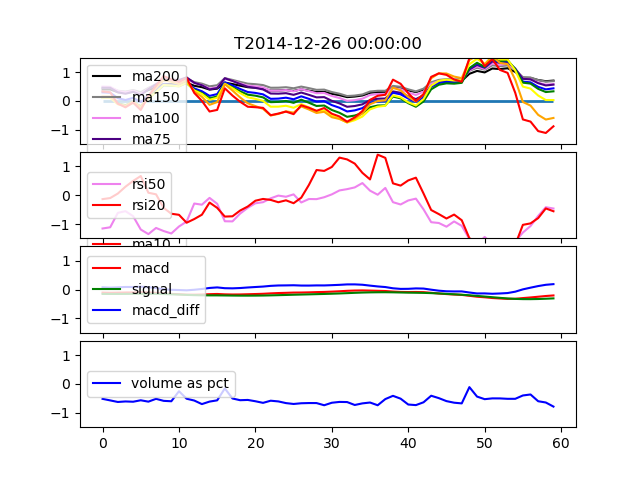 T2014-12-26 00:00:00
1
0
−1
ma200
ma150
ma100
ma75
1
0
−1
rsi50
rsi20
ma10
1
0
−1
macd
signal
macd_diff
1
0
−1
volume as pct
0 10 20 30 40 50 60